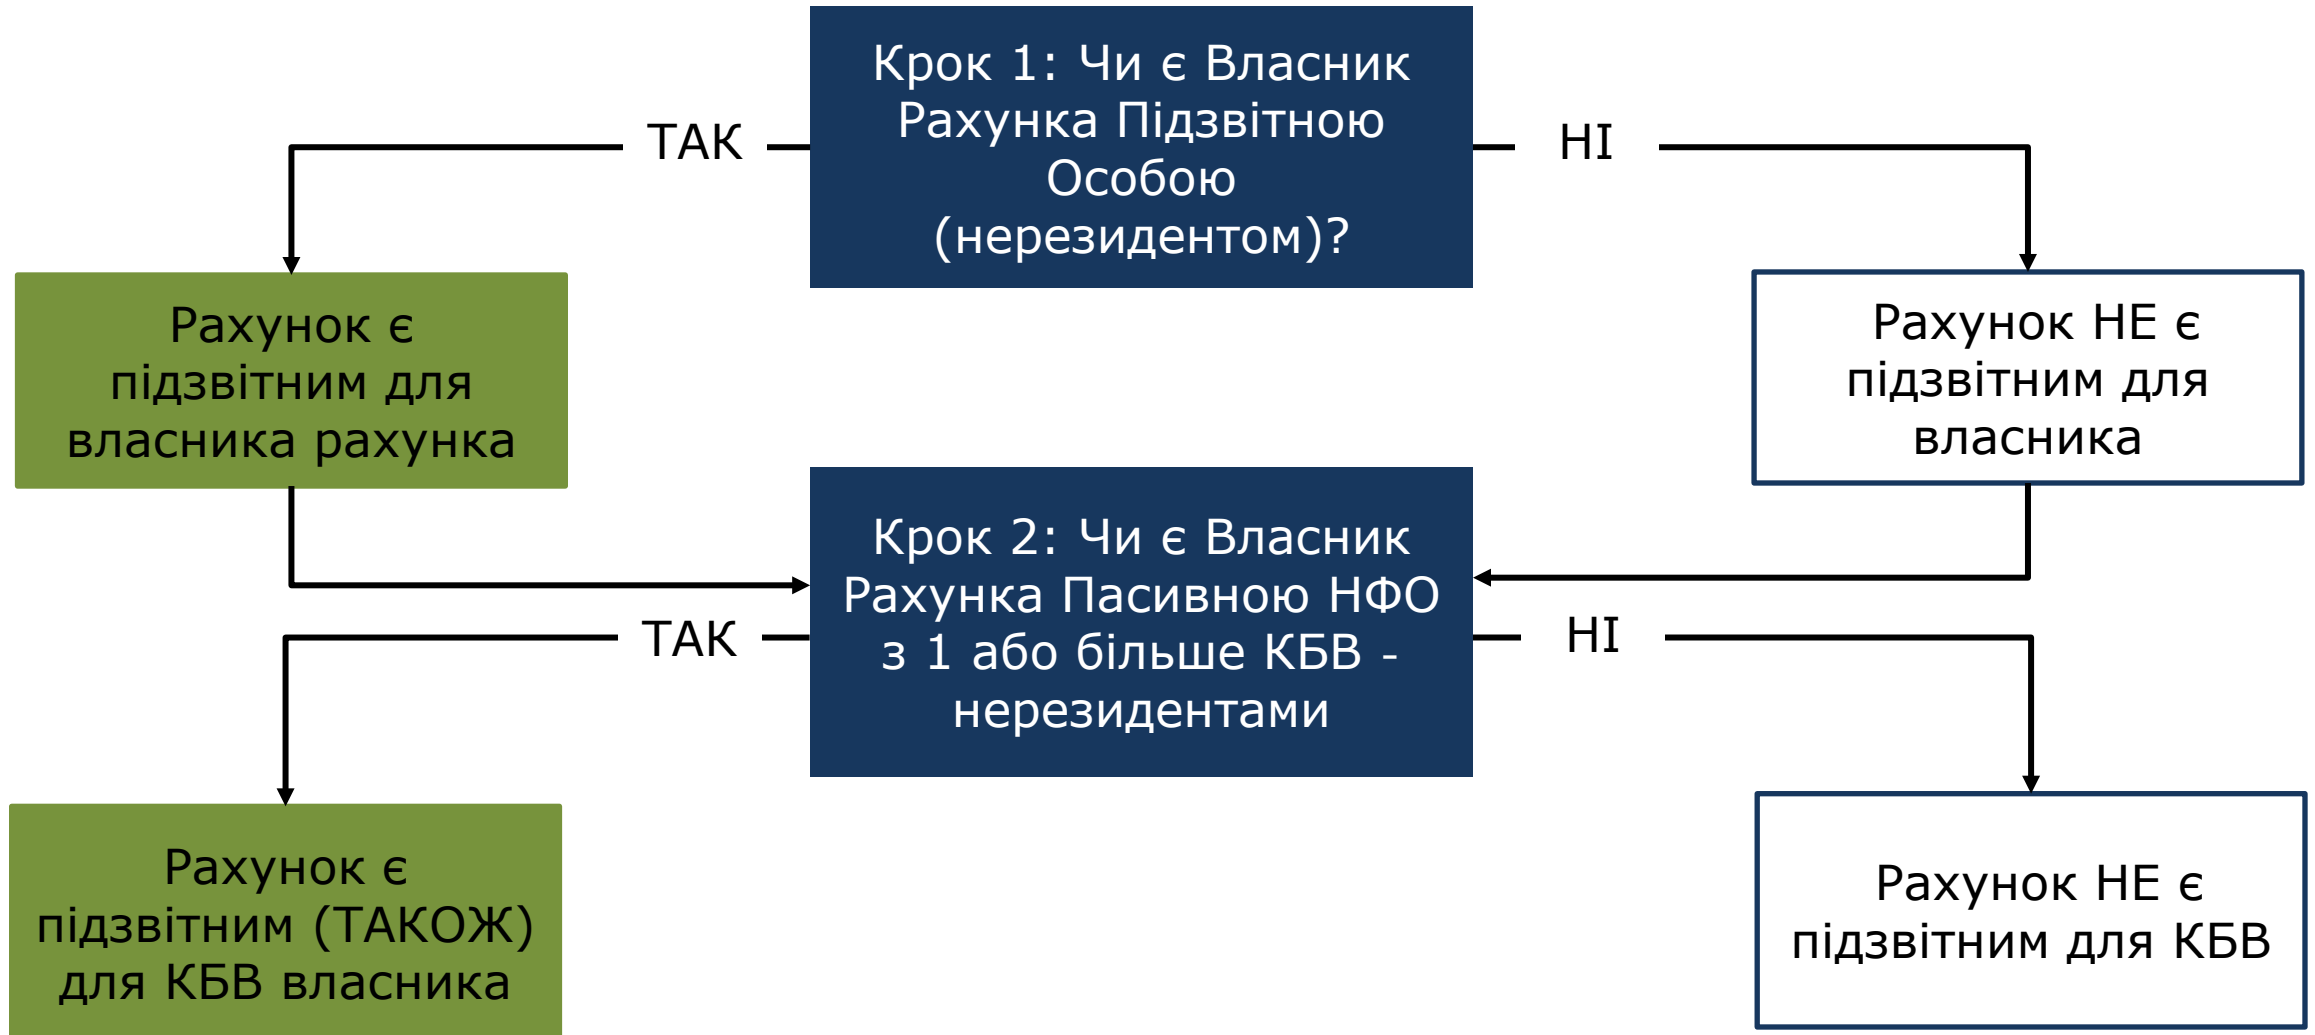 Крок 1: Чи є Власник
Рахунка Підзвітною
Особою
(нерезидентом)?
ТАК
НІ
Рахунок є
підзвітним для
власника рахунка
Рахунок НЕ є
підзвітним для
власника
Крок 2: Чи є Власник
Рахунка Пасивною НФО
з 1 або більше КБВ -
нерезидентами
ТАК
НІ
Рахунок є
підзвітним (ТАКОЖ)
для КБВ власника
Рахунок НЕ є
підзвітним для КБВ